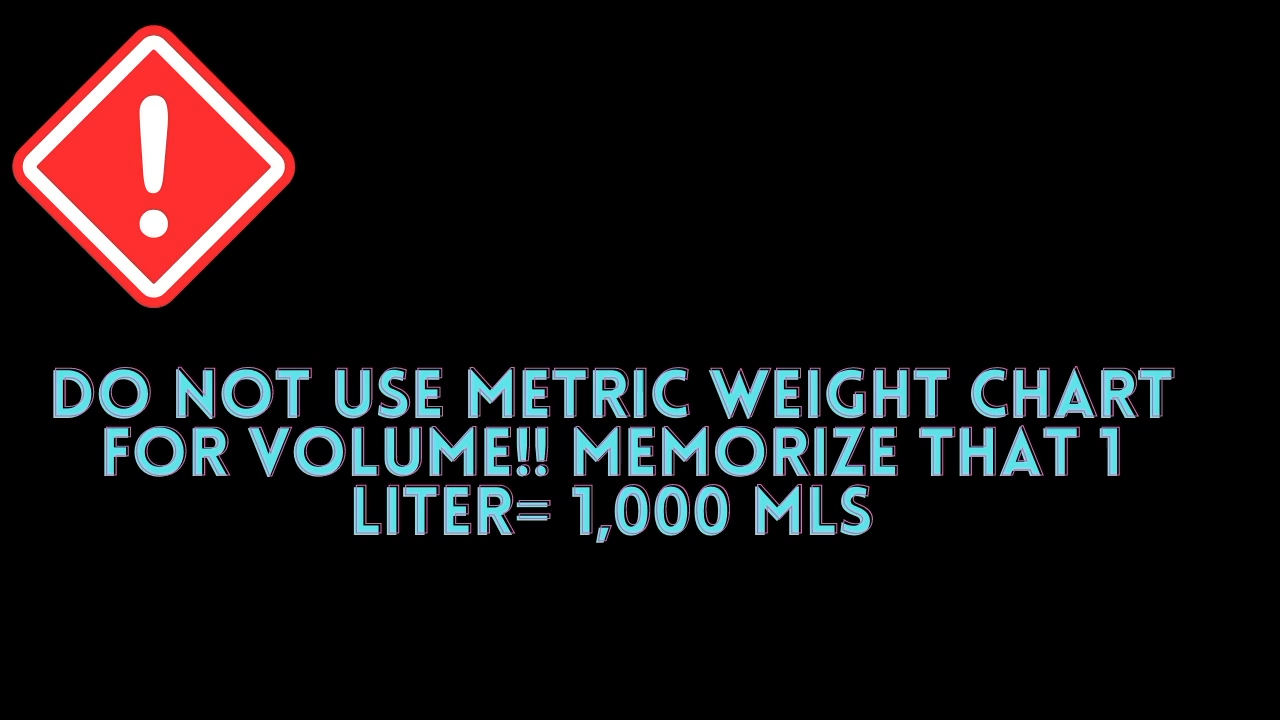 DO NOT USE METRIC WEIGHT CHART
FOR VOLUME!! MEMORIZE THAT 1
LITER= 1,000 MLS